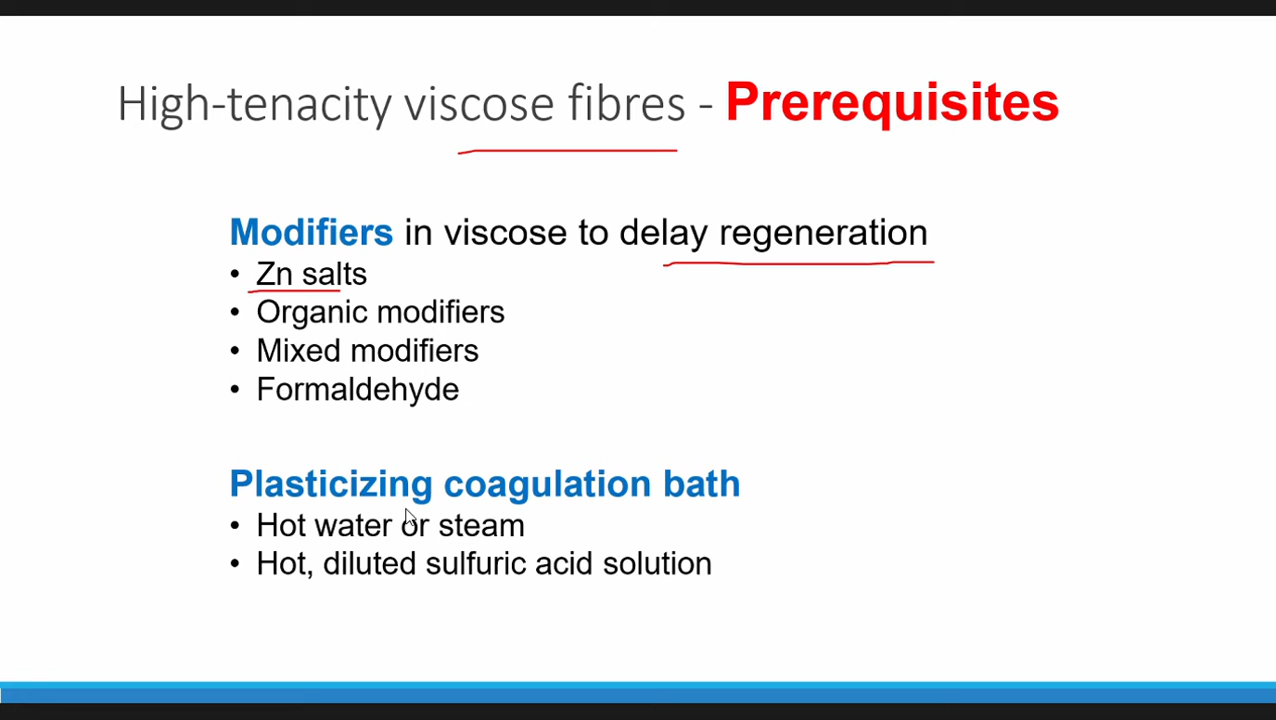 High-tenacity viscose fibres - Prerequisites
Modifiers in viscose to delay regeneration
• Zn salts
• Organic modifiers
• Mixed modifiers
• Formaldehyde
Plasticizing coagulation bath
• Hot water or steam
• Hot, diluted sulfuric acid solution